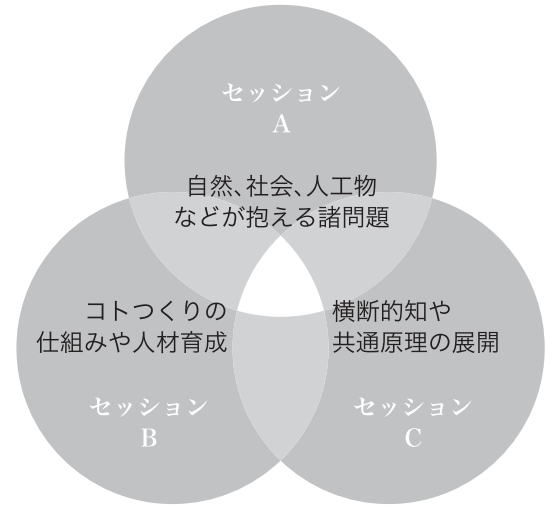 セッション
A
自然、社会、人工物
などが抱える諸問題
コトつくりの
仕組みや人材育成
セッション
B
横断的知や
共通原理の展開
セッション
C